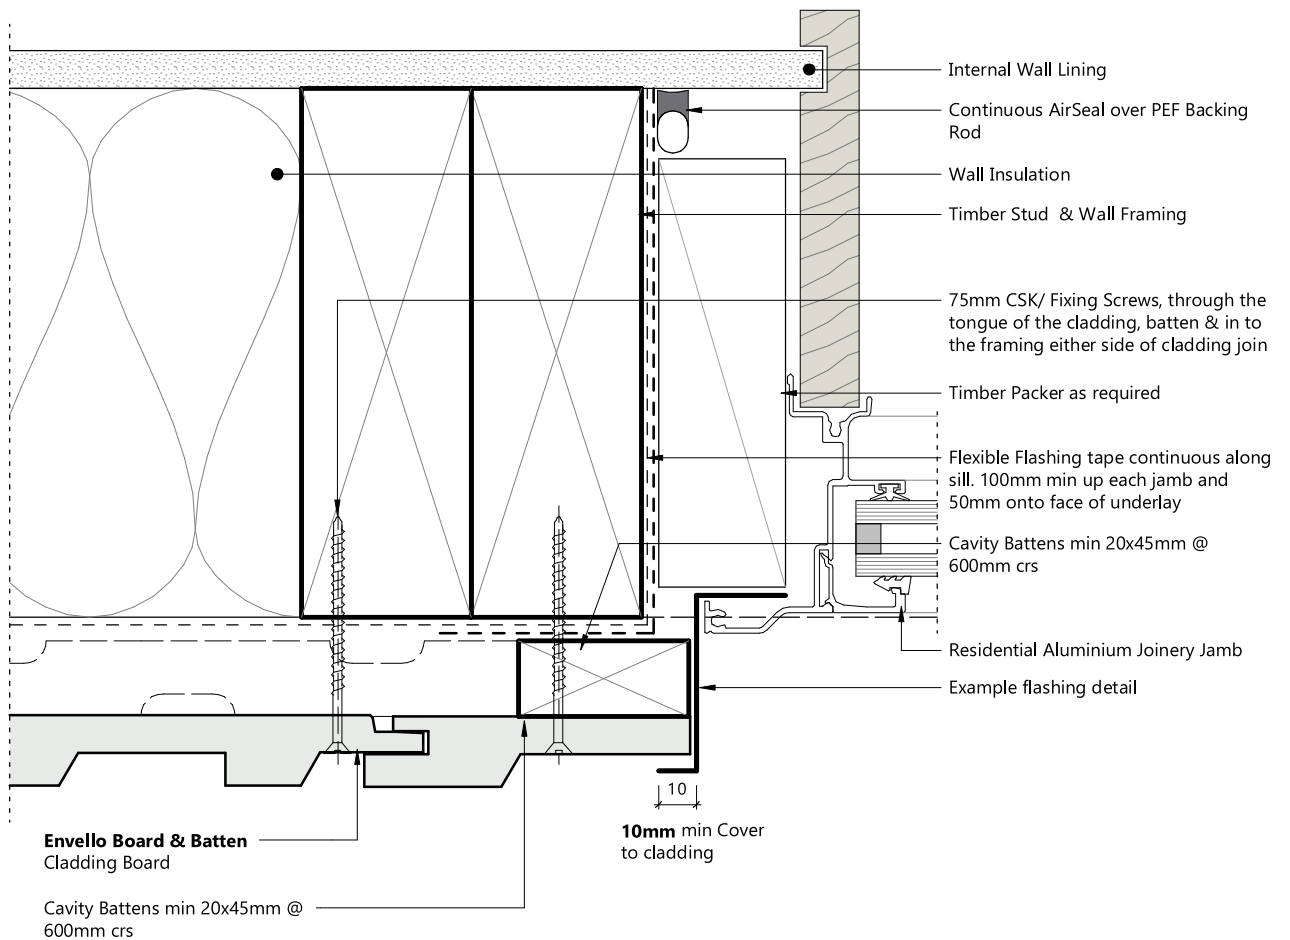 Internal Wall Lining
Continuous AirSeal over PEF Backing
Rod
Wall Insulation
Timber Stud & Wall Framing
75mm CSK/ Fixing Screws, through the
tongue of the cladding, batten & in to
the framing either side of cladding join
Timber Packer as required
Flexible Flashing tape continuous along
sill. 100mm min up each jamb and
50mm onto face of underlay
Cavity Battens min 20x45mm @
600mm crs
Residential Aluminium Joinery Jamb
Example flashing detail
10
10mm min Cover
to cladding
Envello Board & Batten
Cladding Board
Cavity Battens min 20x45mm @
600mm crs